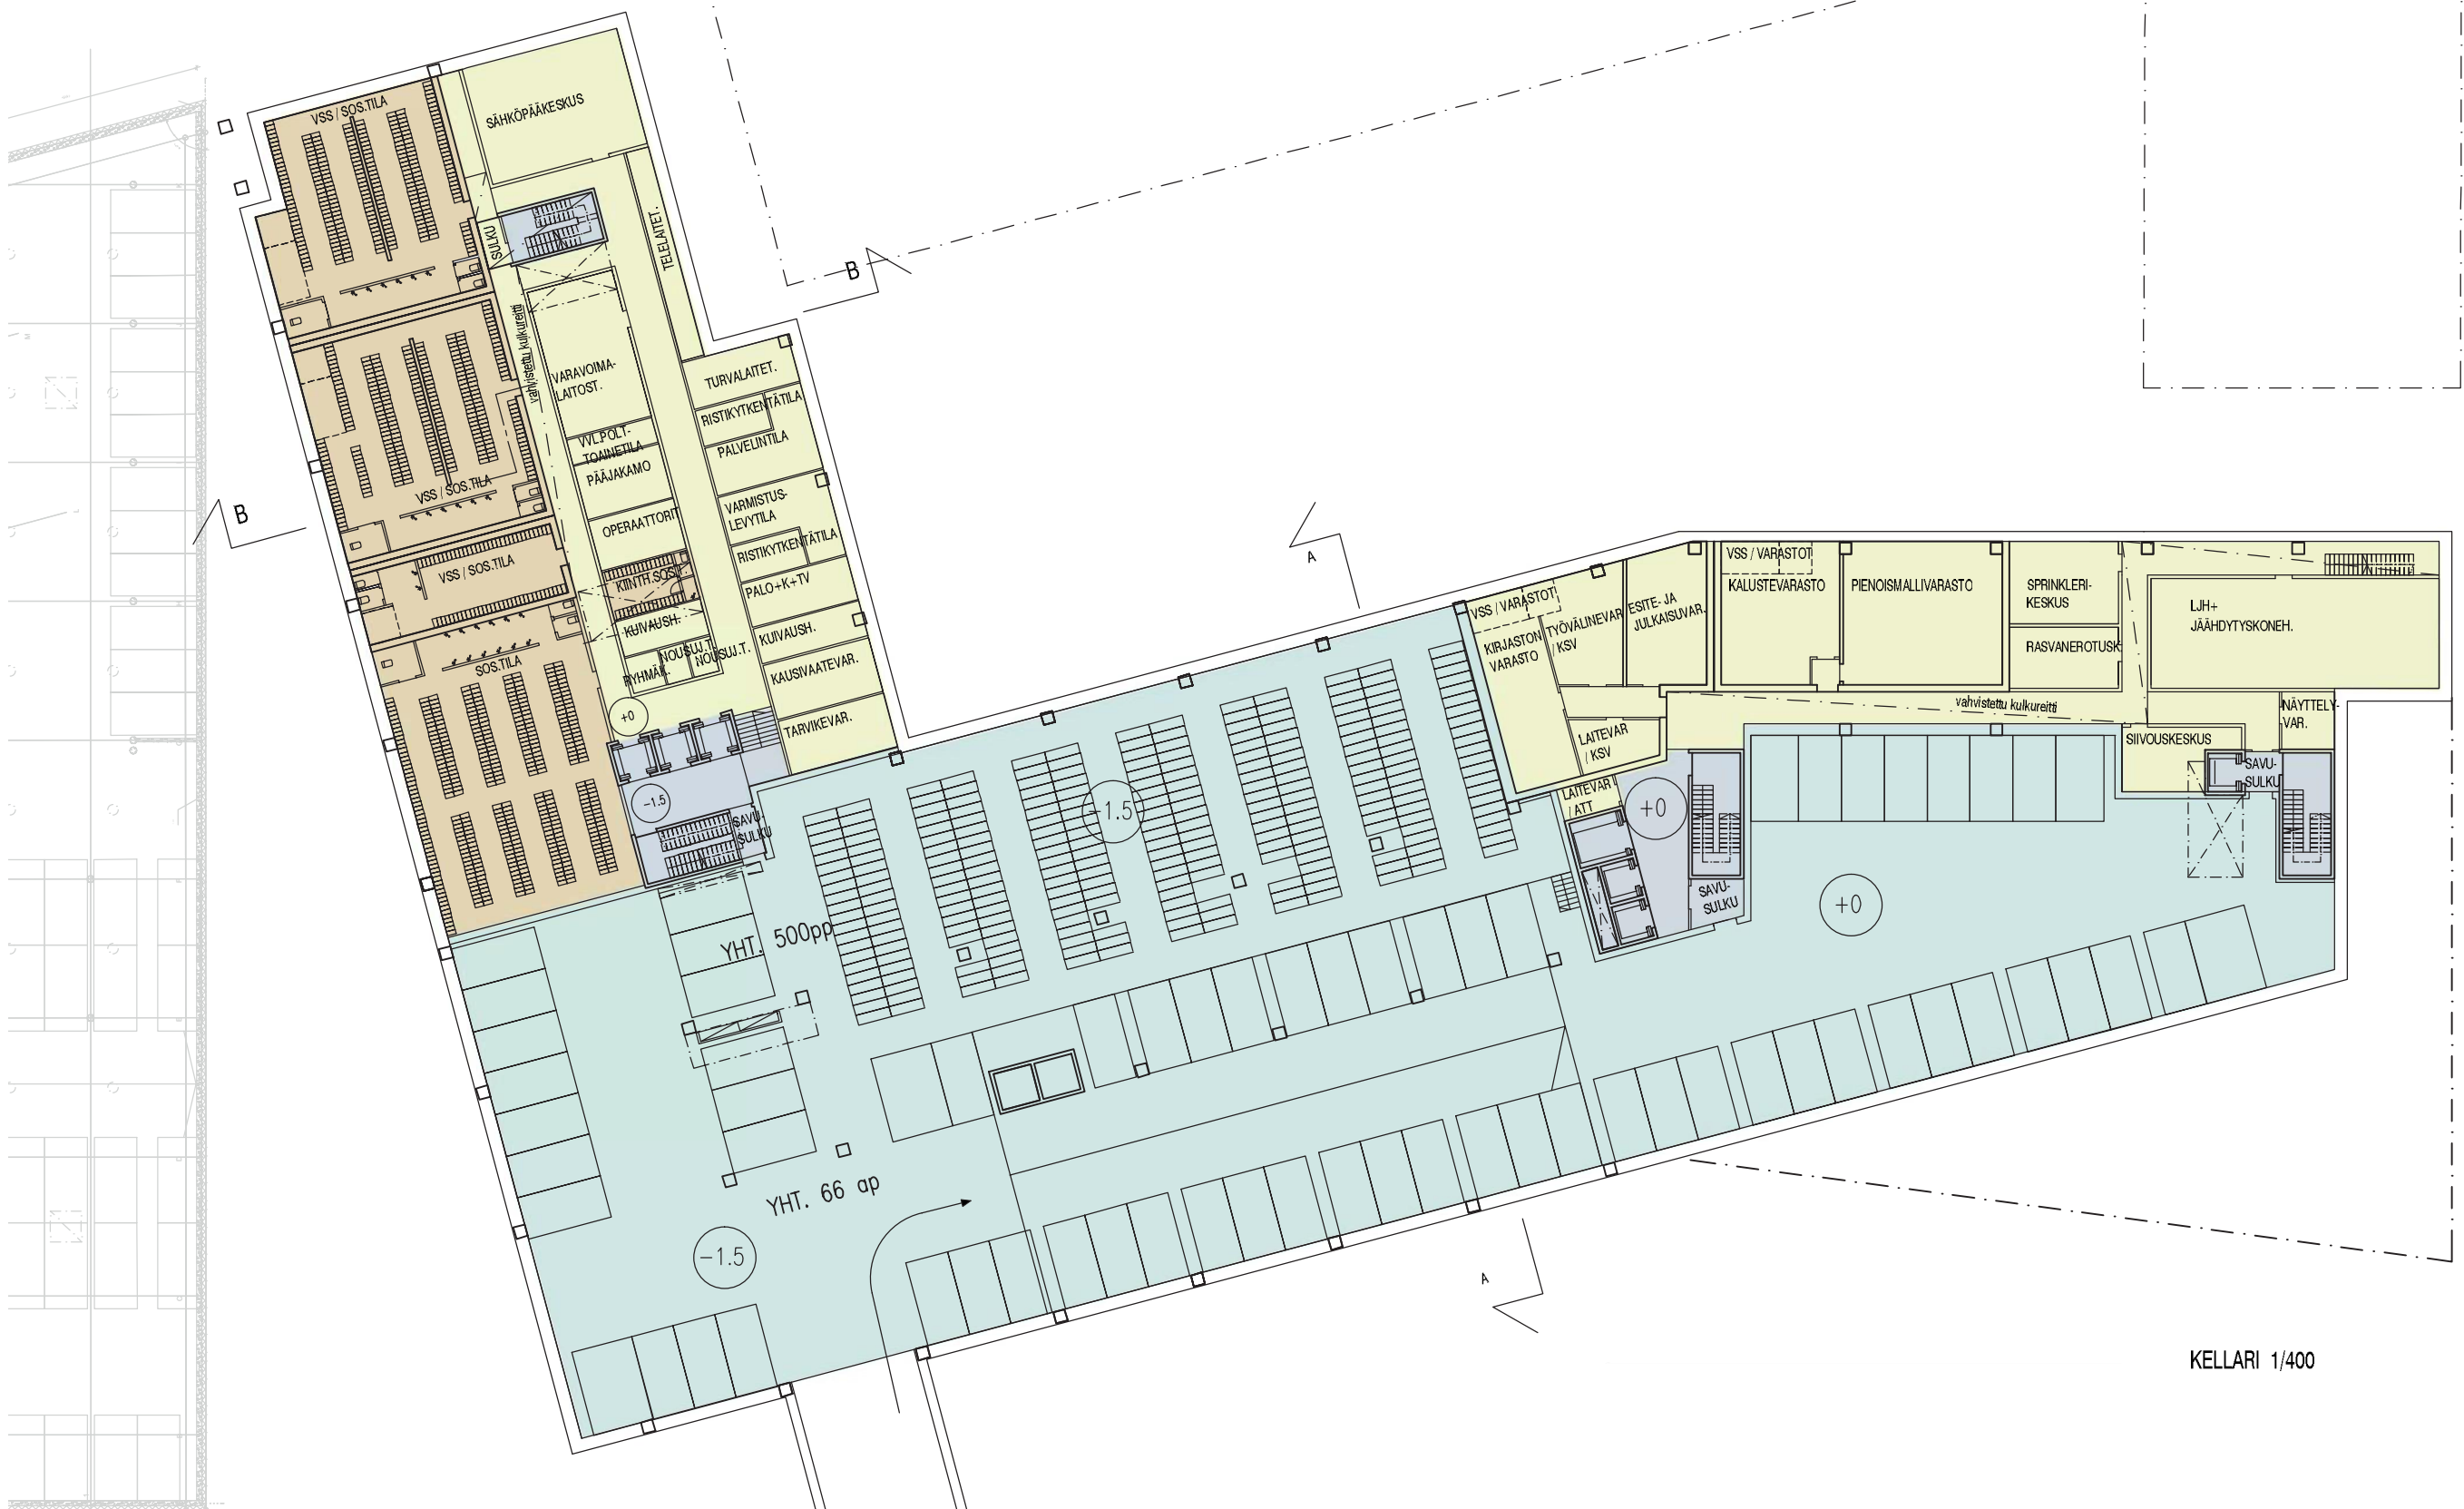 VSS / SOS.TILA
SÄHKÖPÄÄKESKUS
SULKU
TELELAITET.
B
vahvistettu kulkureitti
VARAVOIMA-
LAITOST.
TURVALAITET.
RISTIKYTKENTÄTILA
PALVELINTILA
VVL.POLT-
TOAINETILA
PÄÄJAKAMO
VSS / SOS.TILA
B
OPERAATTORIT
VARMISTUS-
LEVYTILA
RISTIKYTKENTÄTILA
VSS / SOS.TILA
KIINTH.SOS.T.
PALO+K+TV
KUIVAUSH.
KUIVAUSH.
NOUSUJ.T.
NOUSUJ.T.
RYHMÄK.
KAUSIVAATEVAR.
SOS.TILA
TARVIKEVAR.
+0
-1.5
SAVU-
SULKU
A
VSS / VARASTOT
KIRJASTON
VARASTO
TYÖVÄLINEVAR
/ KSV
ESITE- JA
JULKAISUVAR.
VSS / VARASTOT
KALUSTEVARASTO
PIENOISMALLIVARASTO
SPRINKLERI-
KESKUS
RASVANEROTUSK
LJH+
JÄÄHDYTYSKONEH.
vahvistettu kulkureitti
NÄYTTELY-
VAR.
SIIVOUSKESKUS
SAVU-
SULKU
LAITEVAR
/ KSV
LAITEVAR
/ ATT
+0
-1.5
SAVU-
SULKU
+0
YHT. 500pp
YHT. 66 ap
-1.5
A
KELLARI 1/400